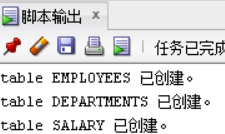 脚本输出 ×
任务已完成
table EMPLOYEES 已创建。
table DEPARTMENTS 已创建。
table SALARY 已创建。